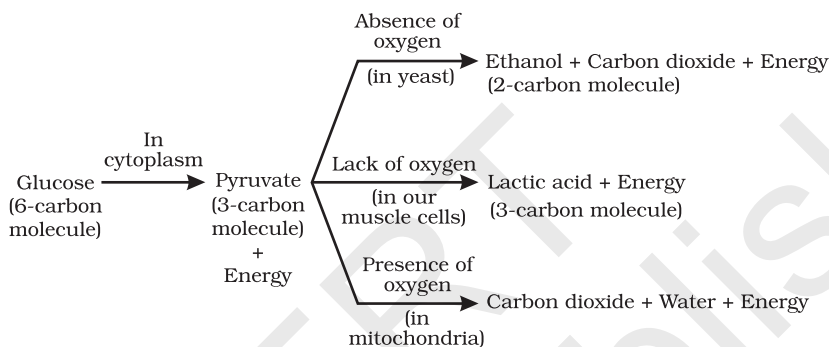 Absence of
oxygen
(in yeast)
Ethanol + Carbon dioxide + Energy
(2-carbon molecule)
In
cytoplasm
Glucose
(6-carbon
molecule)
Pyruvate
(3-carbon
molecule)
+
Energy
Lack of oxygen
(in our
muscle cells)
Lactic acid + Energy
(3-carbon molecule)
Presence of
oxygen
(in
mitochondria)
Carbon dioxide + Water + Energy